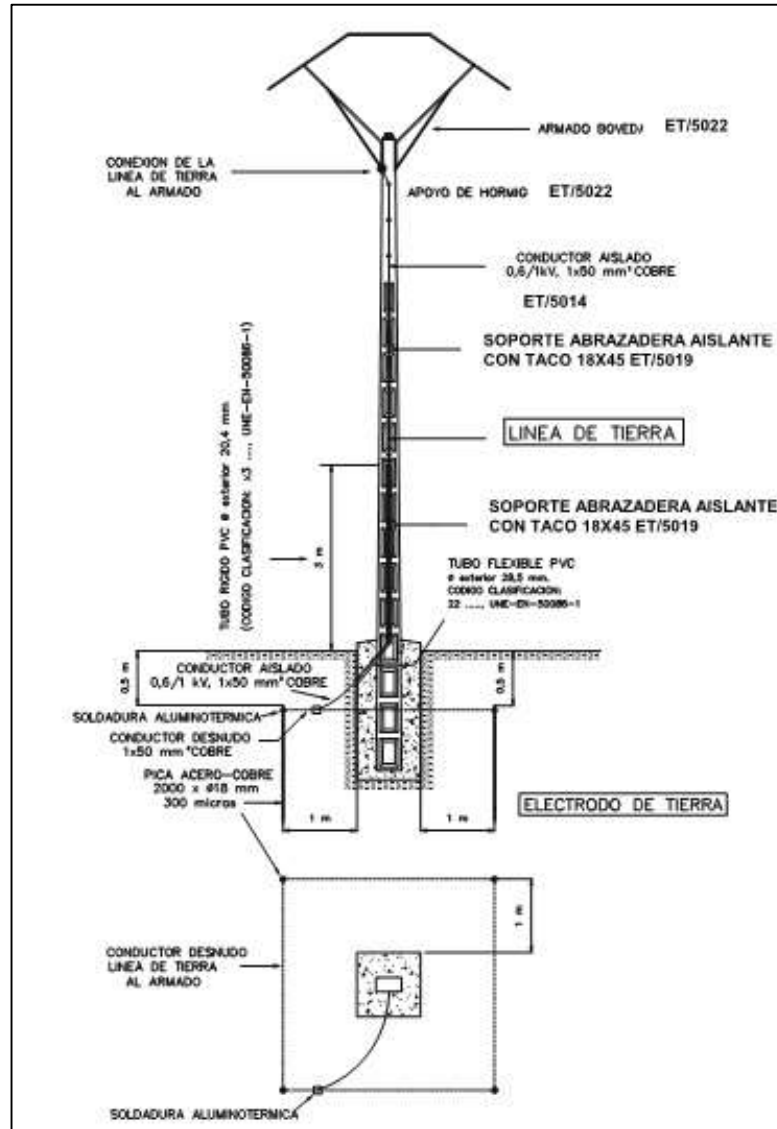 ARMADO BOVEDJ ET/5022
CONEXION DE LA
LINEA DE TIERRA
AL ARMADO
APOYO DE HORMIG ET/5022
CONDUCTOR AISLADO
0,6/1kV, 1x50 mm² COBRE
ET/5014
SOPORTE ABRAZADERA AISLANTE
CON TACO 18X45 ET/5019
LINEA DE TIERRA
TUBO RIGIDO PVC ø exterior 20,4 mm.
(CODIGO CLASIFICACION: x3 ..., UNE-EN-50086-1)
3 m
SOPORTE ABRAZADERA AISLANTE
CON TACO 18X45 ET/5019
TUBO FLEXIBLE PVC
ø exterior 28,5 mm.
CODIGO CLASIFICACION:
22 ...., UNE-EN-50086-1
0,5 m
CONDUCTOR AISLADO
0,6/1 kV, 1x50 mm² COBRE
0,5 m
SOLDADURA ALUMINOTERMICA
CONDUCTOR DESNUDO
1x50 mm² COBRE
PICA ACERO-COBRE
2000 x ø18 mm
300 micros
1 m
1 m
ELECTRODO DE TIERRA
1 m
CONDUCTOR DESNUDO
LINEA DE TIERRA
AL ARMADO
SOLDADURA ALUMINOTERMICA